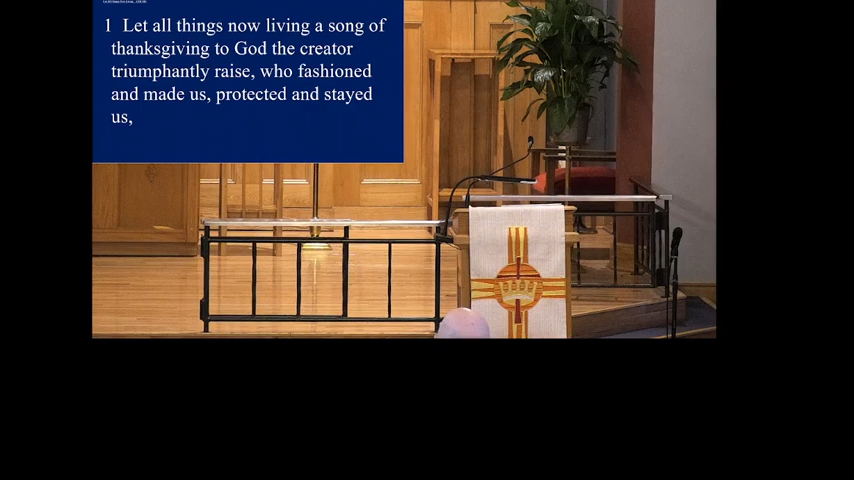 1 Let all things now living a song of
thanksgiving to God the creator
triumphantly raise, who fashioned
and made us, protected and stayed
us,